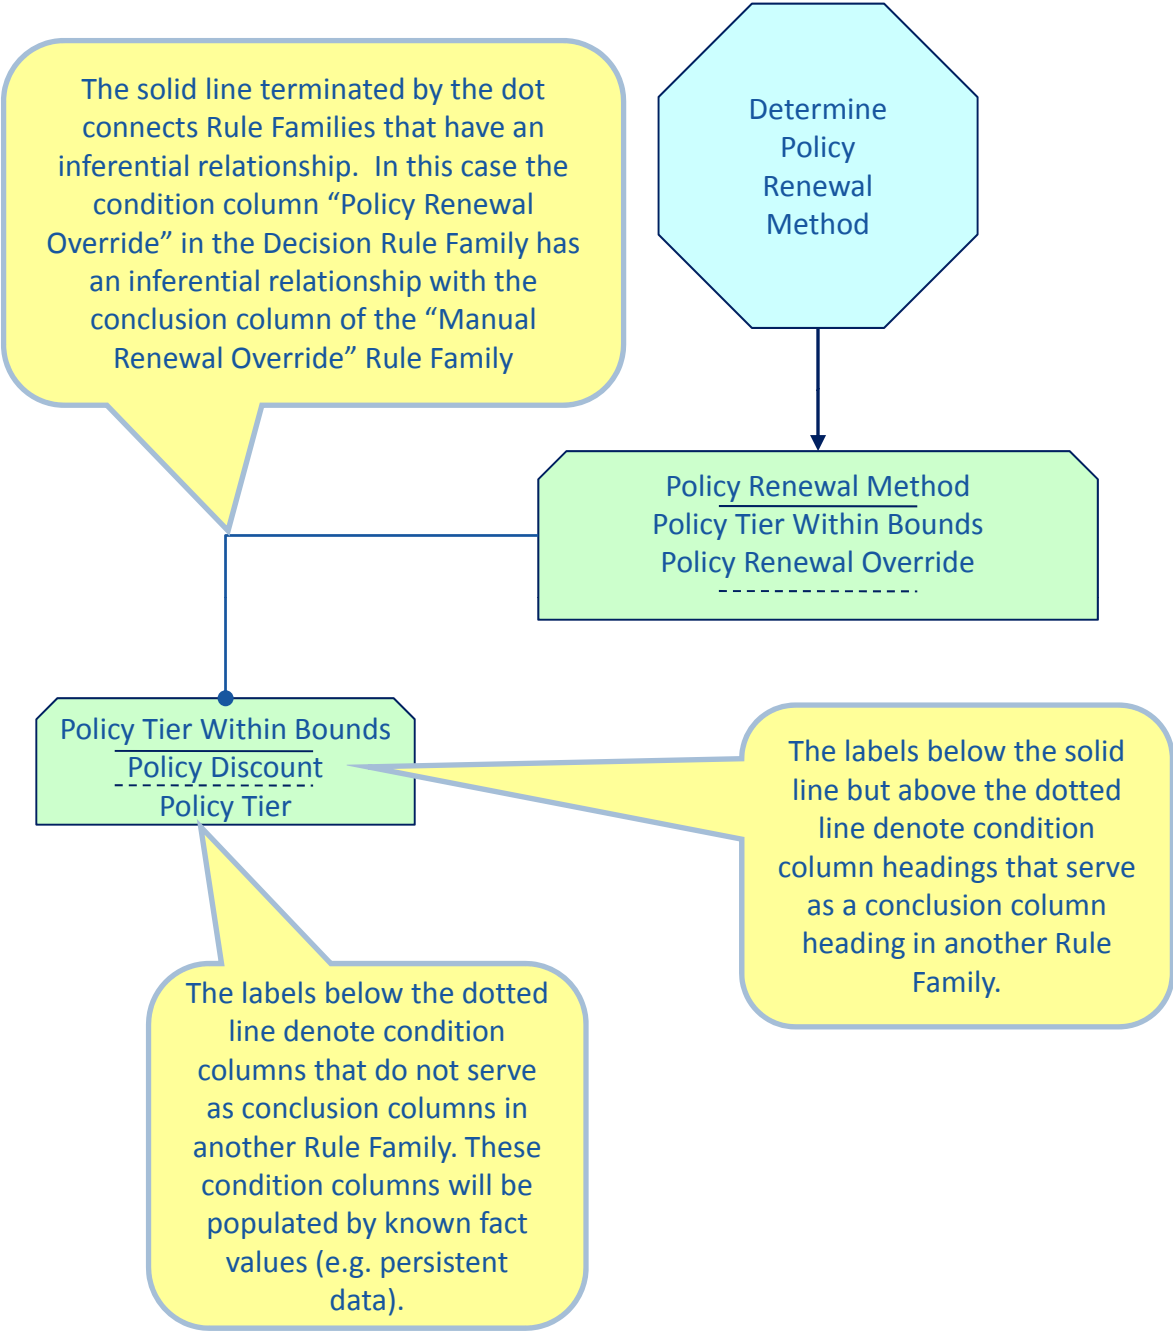 The solid line terminated by the dot
connects Rule Families that have an
inferential relationship.  In this case the
condition column “Policy Renewal
Override” in the Decision Rule Family has
an inferential relationship with the
conclusion column of the “Manual
Renewal Override” Rule Family
Determine
Policy
Renewal
Method
Policy Renewal Method
Policy Tier Within Bounds
Policy Renewal Override
Policy Tier Within Bounds
Policy Discount
Policy Tier
The labels below the solid
line but above the dotted
line denote condition
column headings that serve
as a conclusion column
heading in another Rule
Family.
The labels below the dotted
line denote condition
columns that do not serve
as conclusion columns in
another Rule Family. These
condition columns will be
populated by known fact
values (e.g. persistent
data).